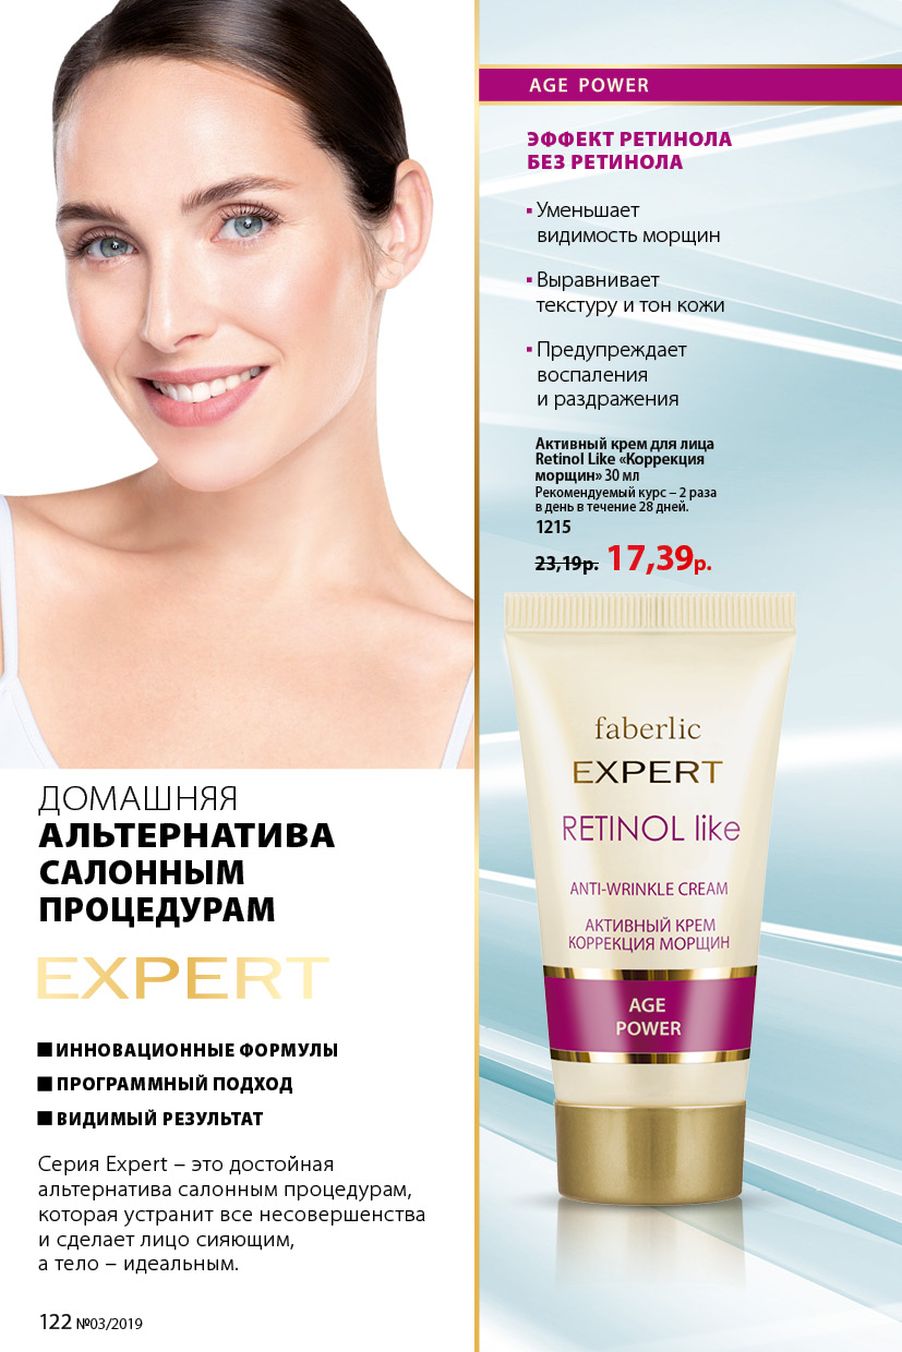 AGE POWER
ЭФФЕКТ РЕТИНОЛА
БЕЗ РЕТИНОЛА
▪ Уменьшает
видимость морщин
▪ Выравнивает
текстуру и тон кожи
▪ Предупреждает
воспаления
и раздражения
Активный крем для лица
Retinol Like «Коррекция
морщин» 30 мл
Рекомендуемый курс – 2 раза
в день в течение 28 дней.
1215
23,19р. 17,39р.
faberlic
EXPERT
RETINOL like
ANTI-WRINKLE CREAM
АКТИВНЫЙ КРЕМ
КОРРЕКЦИЯ МОРЩИН
AGE
POWER
ДОМАШНЯЯ
АЛЬТЕРНАТИВА
САЛОННЫМ
ПРОЦЕДУРАМ
EXPERT
■ ИННОВАЦИОННЫЕ ФОРМУЛЫ
■ ПРОГРАММНЫЙ ПОДХОД
■ ВИДИМЫЙ РЕЗУЛЬТАТ
Серия Expert – это достойная
альтернатива салонным процедурам,
которая устранит все несовершенства
и сделает лицо сияющим,
а тело – идеальным.
122 №03/2019